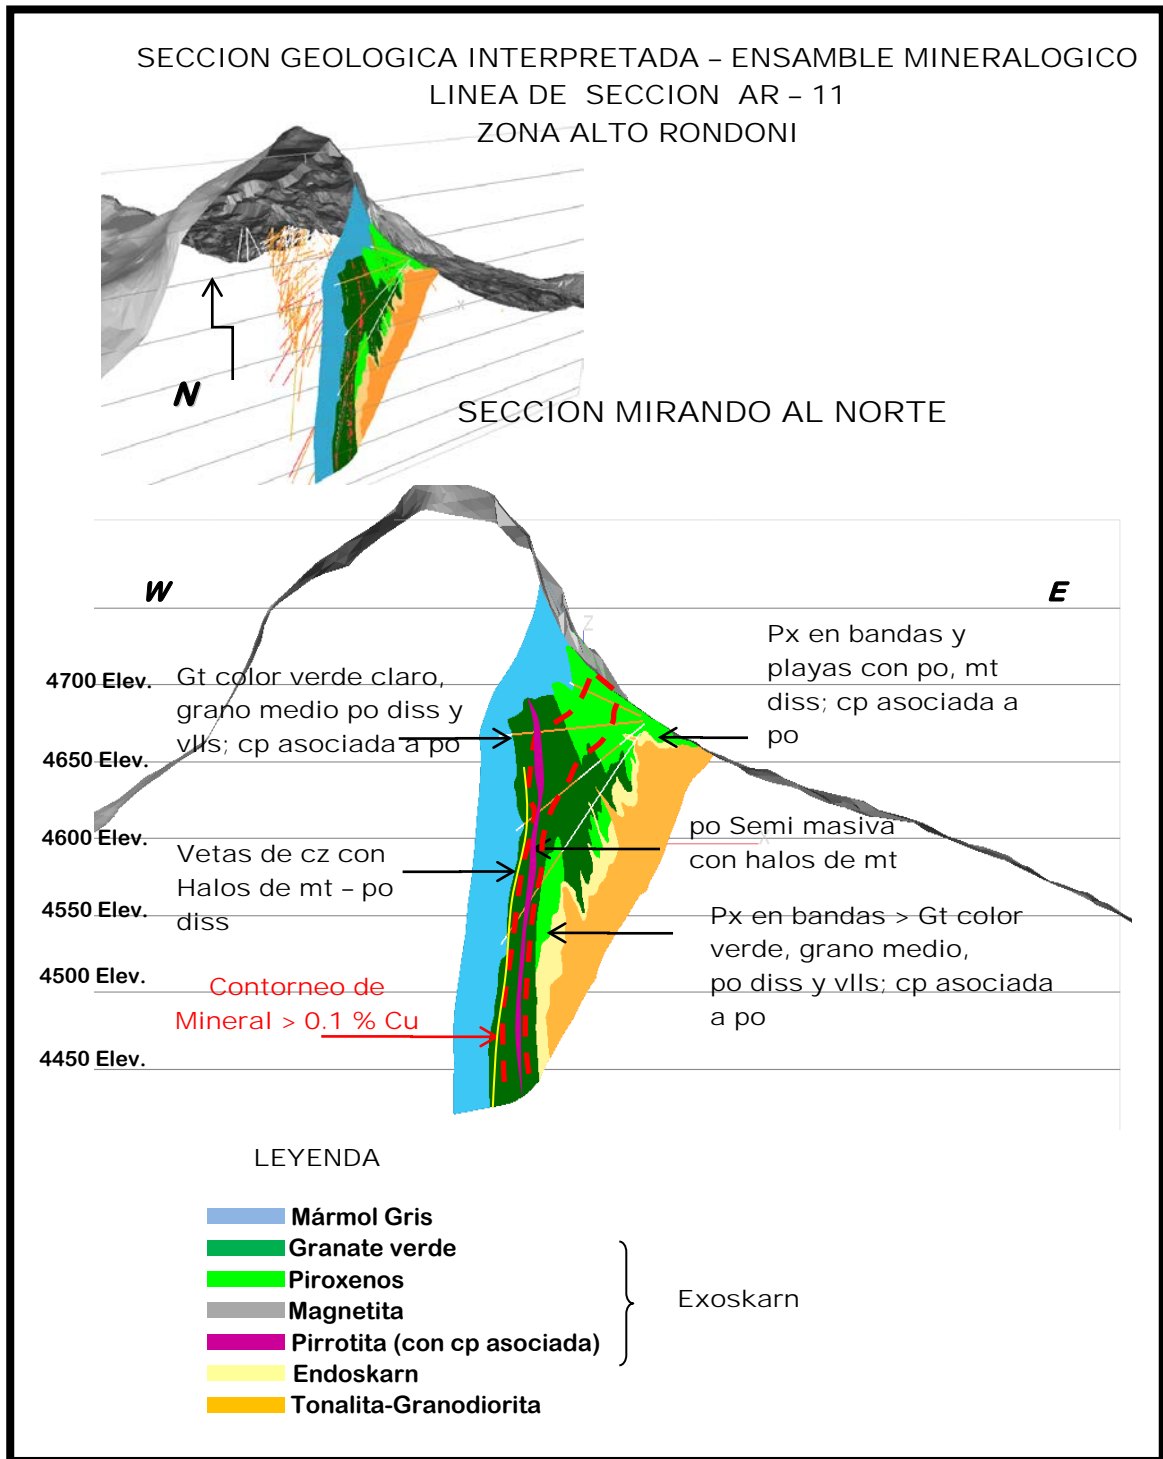 SECCION GEOLOGICA INTERPRETADA – ENSAMBLE MINERALOGICO
LINEA DE SECCION AR – 11
ZONA ALTO RONDONI
X
N
SECCION MIRANDO AL NORTE
W
E
Z
Px en bandas y
playas con po, mt
diss; cp asociada a
po
4700 Elev.
Gt color verde claro,
grano medio po diss y
vlls; cp asociada a po
4650 Elev.
4600 Elev.
po Semi masiva
con halos de mt
X
Vetas de cz con
Halos de mt – po
diss
4550 Elev.
Px en bandas > Gt color
verde, grano medio,
po diss y vlls; cp asociada
a po
4500 Elev.
Contorneo de
Mineral > 0.1 % Cu
4450 Elev.
LEYENDA
Mármol Gris
Granate verde
Piroxenos
Magnetita
Pirrotita (con cp asociada)
Endoskarn
Tonalita-Granodiorita
Exoskarn